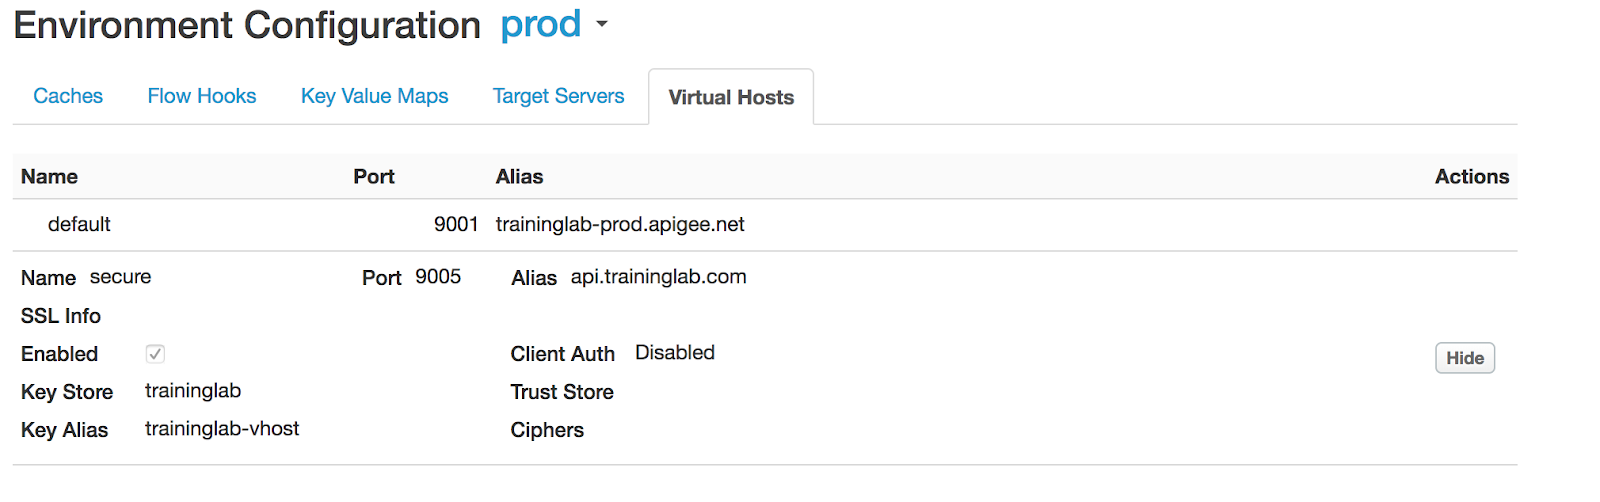 Environment Configuration prod
Caches Flow Hooks Key Value Maps Target Servers Virtual Hosts
Name Port Alias Actions
default 9001 traininglab-prod.apigee.net
Name secure Port 9005 Alias api.traininglab.com
SSL Info
Enabled Client Auth Disabled Hide
Key Store traininglab Trust Store
Key Alias traininglab-vhost Ciphers